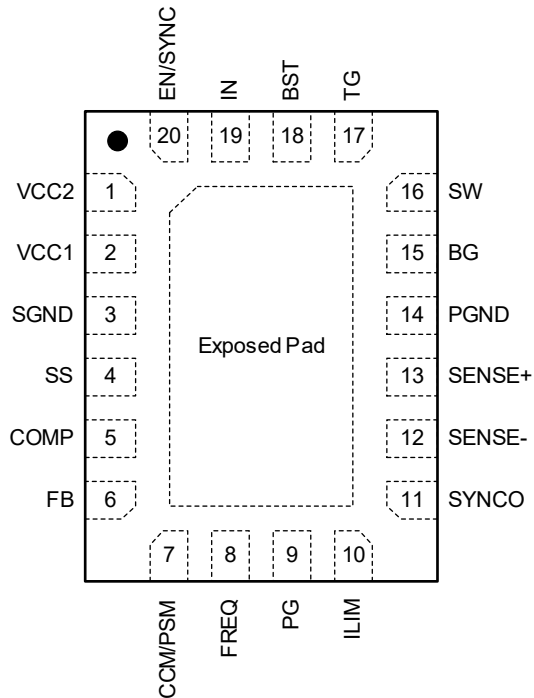 EN/SYNC
IN
BST
TG
20
19
18
17
VCC2 1
16 SW
VCC1 2
15 BG
SGND 3
14 PGND
Exposed Pad
SS 4
13 SENSE+
COMP 5
12 SENSE-
FB 6
11 SYNCO
7
8
9
10
CCM/PSM
FREQ
PG
ILIM